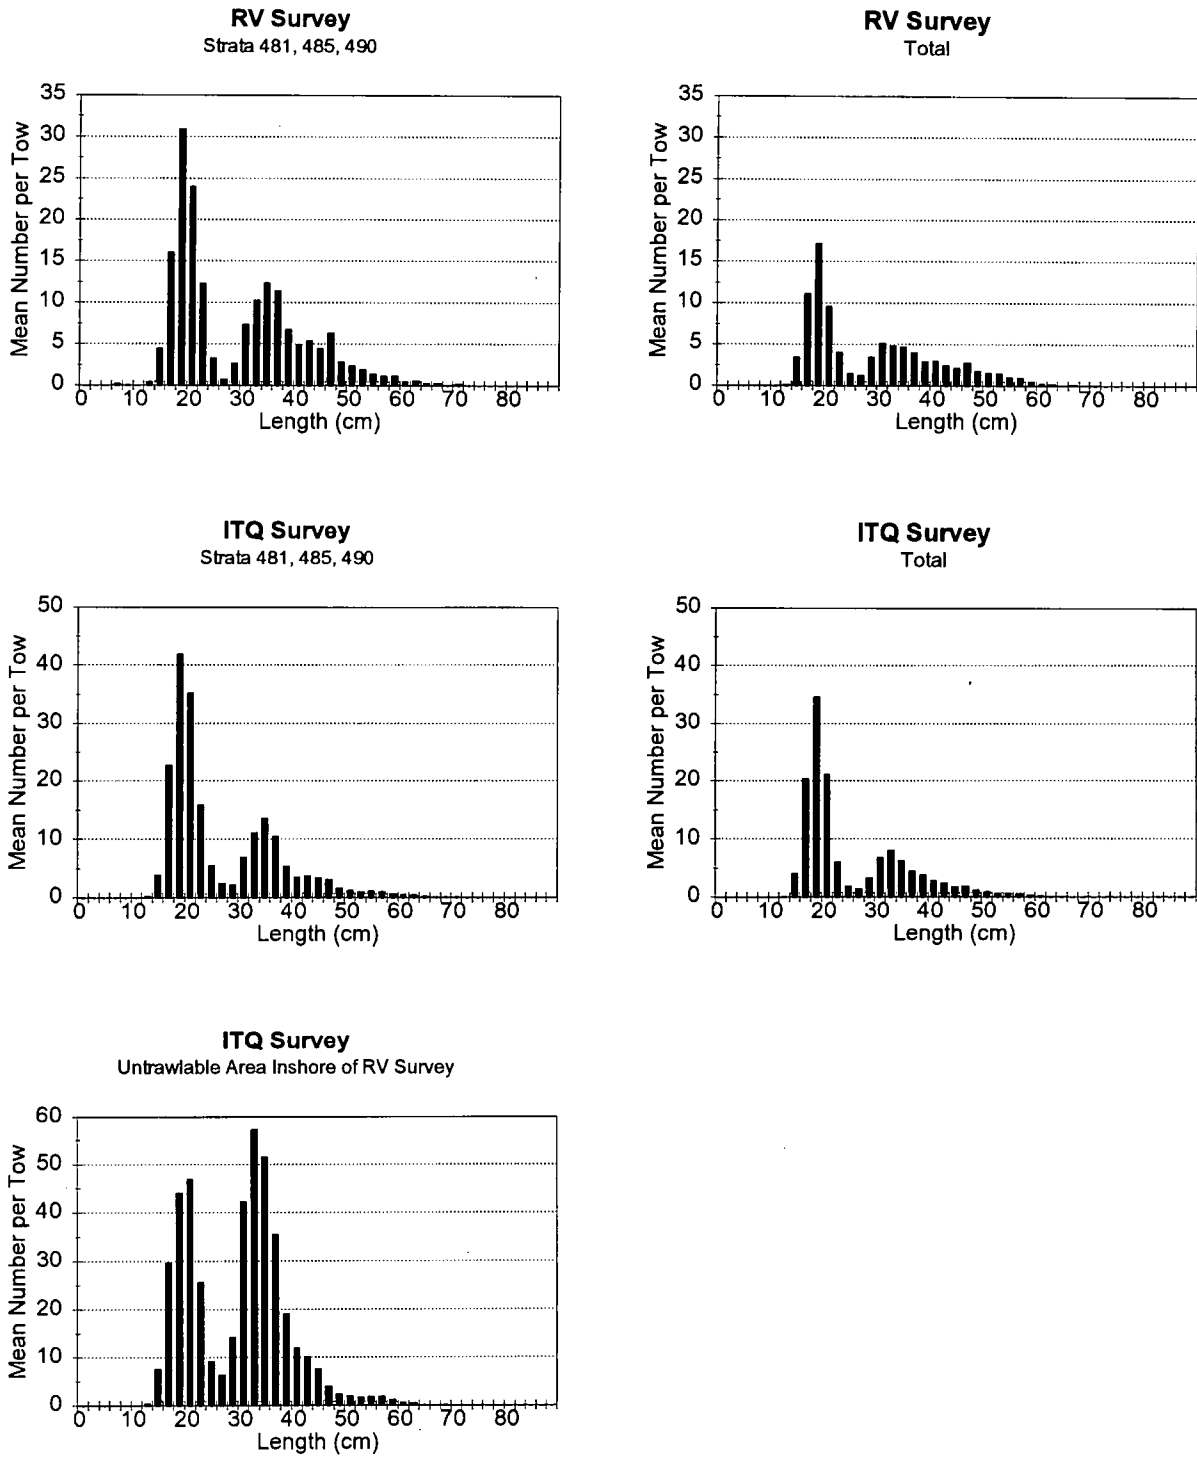 RV Survey
Strata 481, 485, 490
35
30
25
20
15
10
5
0
Mean Number per Tow
0 10 20 30 40 50 60 70 80
Length (cm)
RV Survey
Total
35
30
25
20
15
10
5
0
Mean Number per Tow
0 10 20 30 40 50 60 70 80
Length (cm)
ITQ Survey
Strata 481, 485, 490
50
40
30
20
10
0
Mean Number per Tow
0 10 20 30 40 50 60 70 80
Length (cm)
ITQ Survey
Total
50
40
30
20
10
0
Mean Number per Tow
0 10 20 30 40 50 60 70 80
Length (cm)
ITQ Survey
Untrawlable Area Inshore of RV Survey
60
50
40
30
20
10
0
Mean Number per Tow
0 10 20 30 40 50 60 70 80
Length (cm)